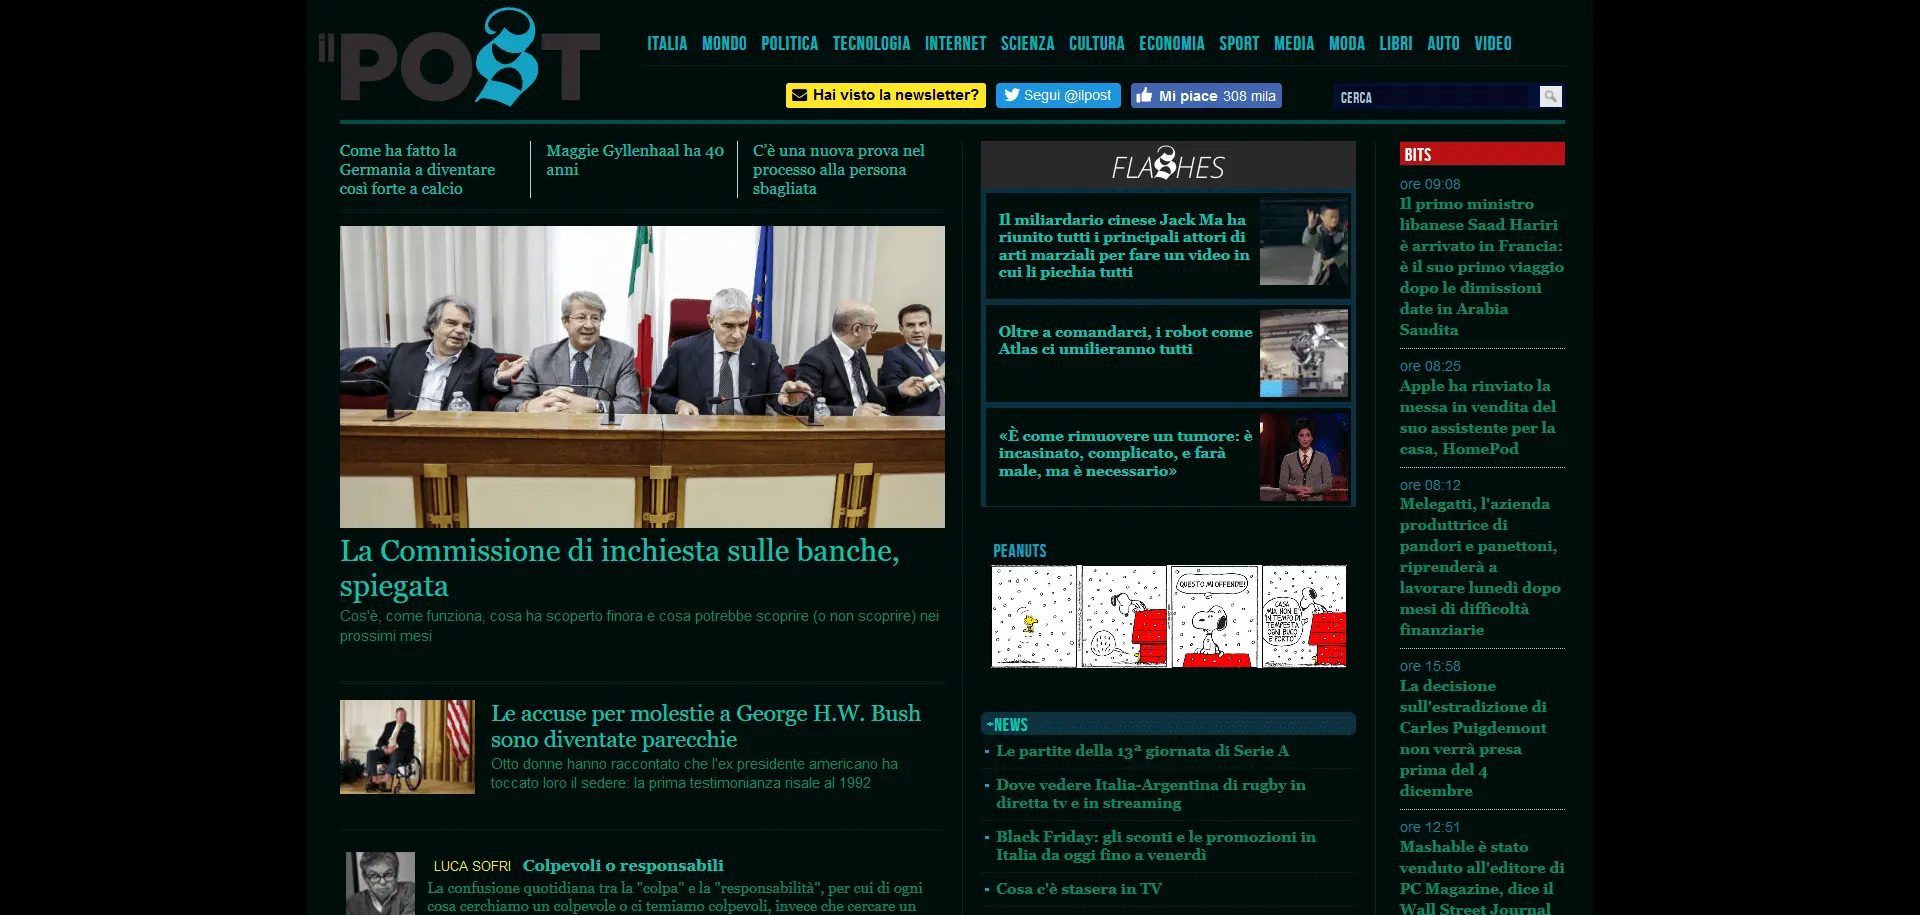 il POST
ITALIA MONDO POLITICA TECNOLOGIA INTERNET SCIENZA CULTURA ECONOMIA SPORT MEDIA MODA LIBRI AUTO VIDEO
Hai visto la newsletter? Segui @ilpost Mi piace 308 mila CERCA
Come ha fatto la
Germania a diventare
così forte a calcio
Maggie Gyllenhaal ha 40
anni
C'è una nuova prova nel
processo alla persona
sbagliata
La Commissione di inchiesta sulle banche,
spiegata
Cos'è, come funziona, cosa ha scoperto finora e cosa potrebbe scoprire (o non scoprire) nei
prossimi mesi
Le accuse per molestie a George H.W. Bush
sono diventate parecchie
Otto donne hanno raccontato che l'ex presidente americano ha
toccato loro il sedere: la prima testimonianza risale al 1992
LUCA SOFRI Colpevoli o responsabili
La confusione quotidiana tra la "colpa" e la "responsabilità", per cui di ogni
cosa cerchiamo un colpevole o ci temiamo colpevoli, invece che cercare un
FLASHES
Il miliardario cinese Jack Ma ha
riunito tutti i principali attori di
arti marziali per fare un video in
cui li picchia tutti
Oltre a comandarci, i robot come
Atlas ci umilieranno tutti
«È come rimuovere un tumore: è
incasinato, complicato, e farà
male, ma è necessario»
PEANUTS
QUESTO MI OFFENDE!
CASA
MIA NON È
IN TEMPO DI
TEMPESTA
OGNI BUCO
È PORTO
NEWS
Le partite della 13ª giornata di Serie A
Dove vedere Italia-Argentina di rugby in
diretta tv e in streaming
Black Friday: gli sconti e le promozioni in
Italia da oggi fino a venerdì
Cosa c'è stasera in TV
BITS
ore 09:08
Il primo ministro
libanese Saad Hariri
è arrivato in Francia:
è il suo primo viaggio
dopo le dimissioni
date in Arabia
Saudita
ore 08:25
Apple ha rinviato la
messa in vendita del
suo assistente per la
casa, HomePod
ore 08:12
Melegatti, l'azienda
produttrice di
pandori e panettoni,
riprenderà a
lavorare lunedì dopo
mesi di difficoltà
finanziarie
ore 15:58
La decisione
sull'estradizione di
Carles Puigdemont
non verrà presa
prima del 4
dicembre
ore 12:51
Mashable è stato
venduto all'editore di
PC Magazine, dice il
Wall Street Journal